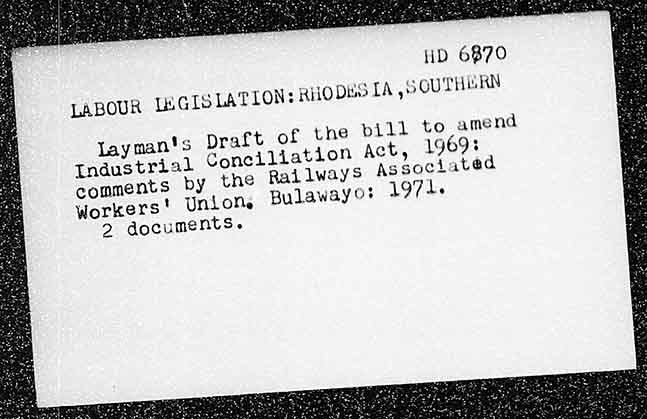 HD 6870
LABOUR LEGISLATION:RHODESIA,SOUTHERN
Layman's Draft of the bill to amend
Industrial Conciliation Act, 1969:
comments by the Railways Associated
Workers' Union. Bulawayo: 1971.
2 documents.